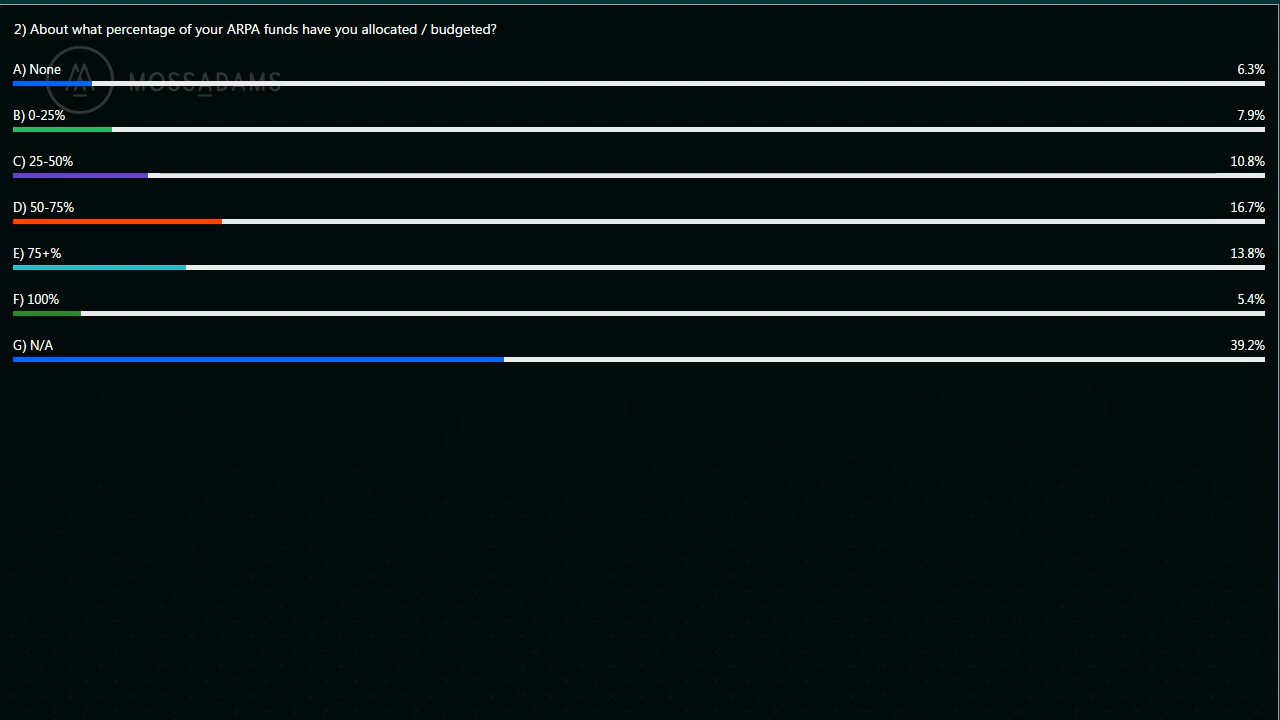 2) About what percentage of your ARPA funds have you allocated / budgeted?
A) None 6.3%
MOSSADAMS
B) 0-25% 7.9%
C) 25-50% 10.8%
D) 50-75% 16.7%
E) 75+% 13.8%
F) 100% 5.4%
G) N/A 39.2%